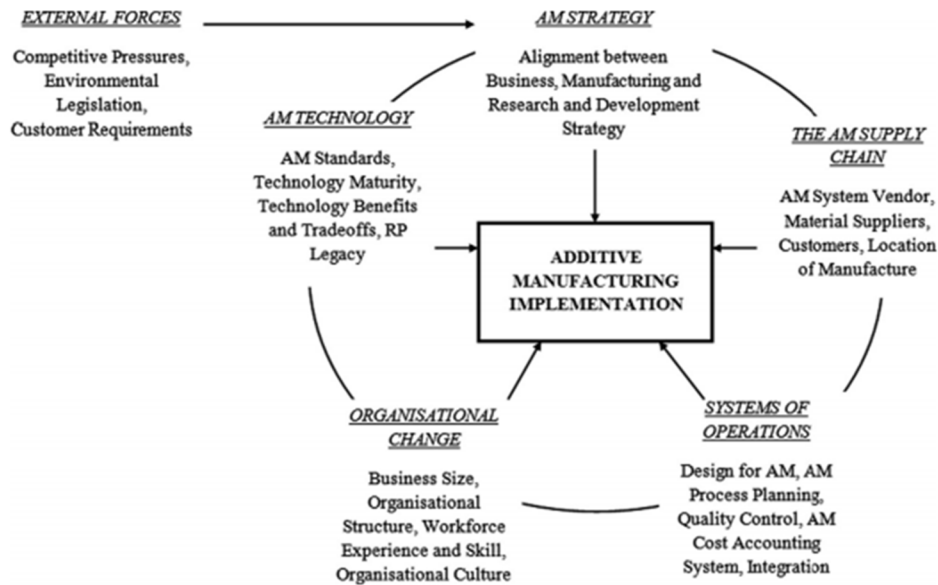 EXTERNAL FORCES
Competitive Pressures,
Environmental
Legislation,
Customer Requirements
AM STRATEGY
Alignment between
Business, Manufacturing and
Research and Development
Strategy
AM TECHNOLOGY
AM Standards,
Technology Maturity,
Technology Benefits
and Tradeoffs, RP
Legacy
THE AM SUPPLY
CHAIN
AM System Vendor,
Material Suppliers,
Customers, Location
of Manufacture
ADDITIVE
MANUFACTURING
IMPLEMENTATION
ORGANISATIONAL
CHANGE
Business Size,
Organisational
Structure, Workforce
Experience and Skill,
Organisational Culture
SYSTEMS OF
OPERATIONS
Design for AM, AM
Process Planning,
Quality Control, AM
Cost Accounting
System, Integration